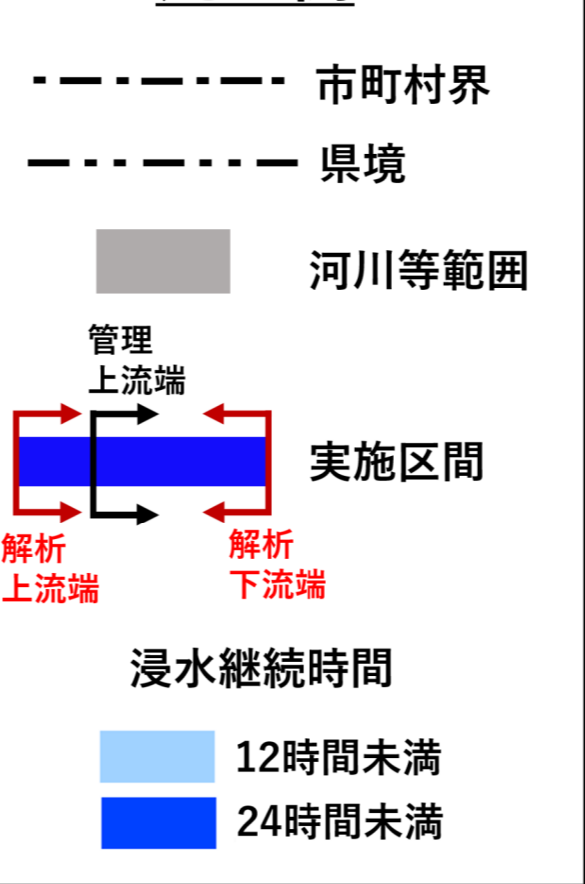 市町村界
県境
河川等範囲
管理
上流端
実施区間
解析
上流端
解析
下流端
浸水継続時間
12時間未満
24時間未満